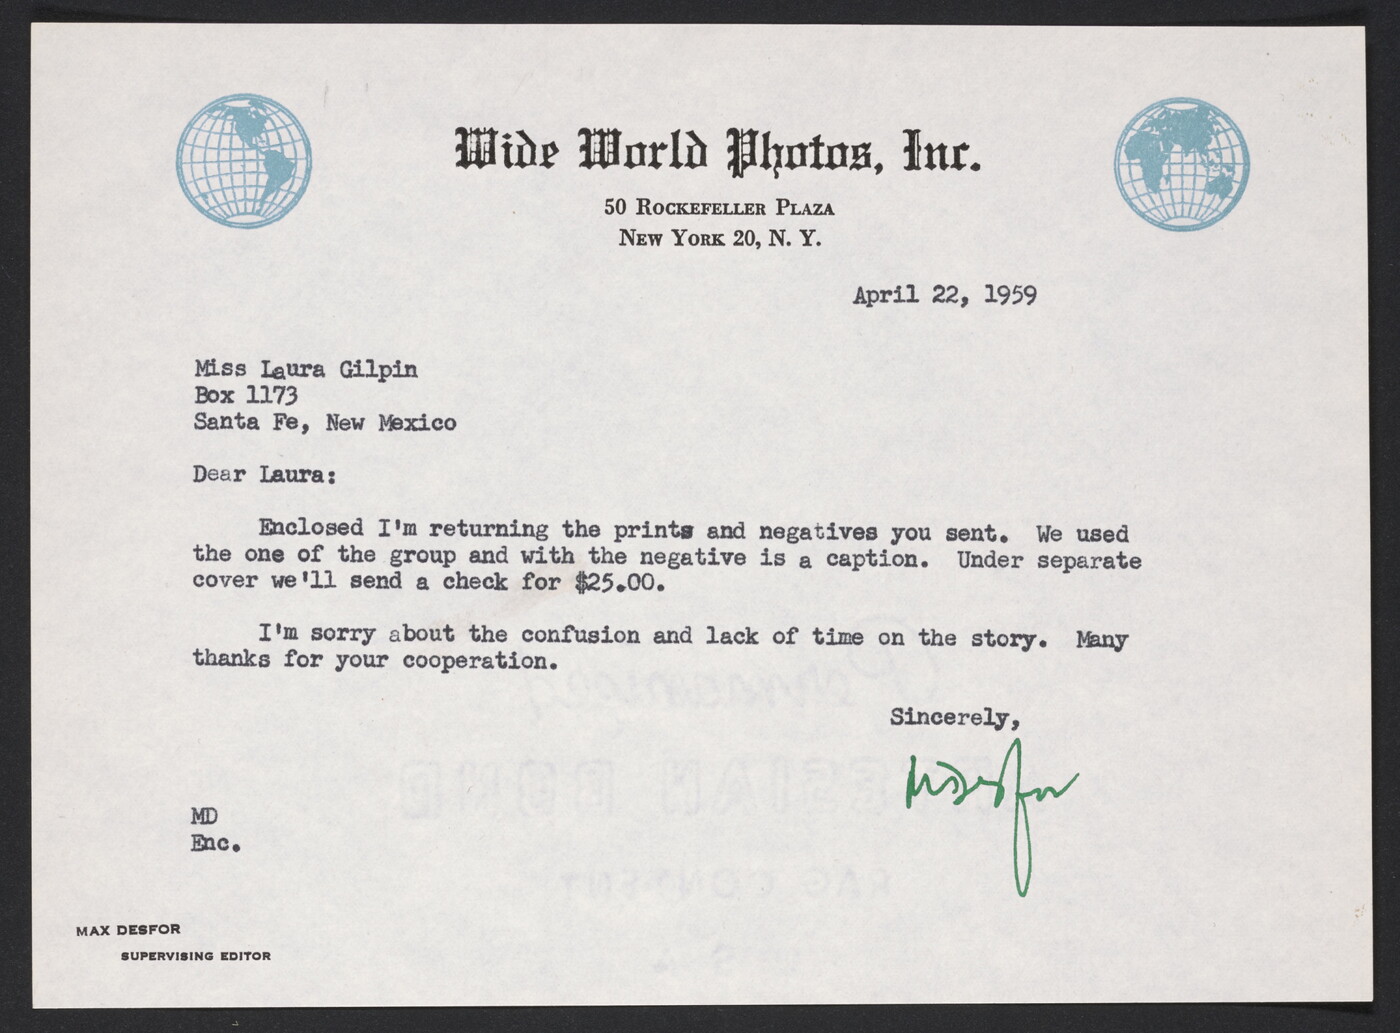 Wide World Photos, Inc.
50 Rockefeller Plaza
New York 20, N. Y.
April 22, 1959
Miss Laura Gilpin
Box 1173
Santa Fe, New Mexico
Dear Laura:
Enclosed I'm returning the prints and negatives you sent. We used
the one of the group and with the negative is a caption. Under separate
cover we'll send a check for $25.00.
I'm sorry about the confusion and lack of time on the story. Many
thanks for your cooperation.
Sincerely,
MDesfor
MD
Enc.
MAX DESFOR
SUPERVISING EDITOR